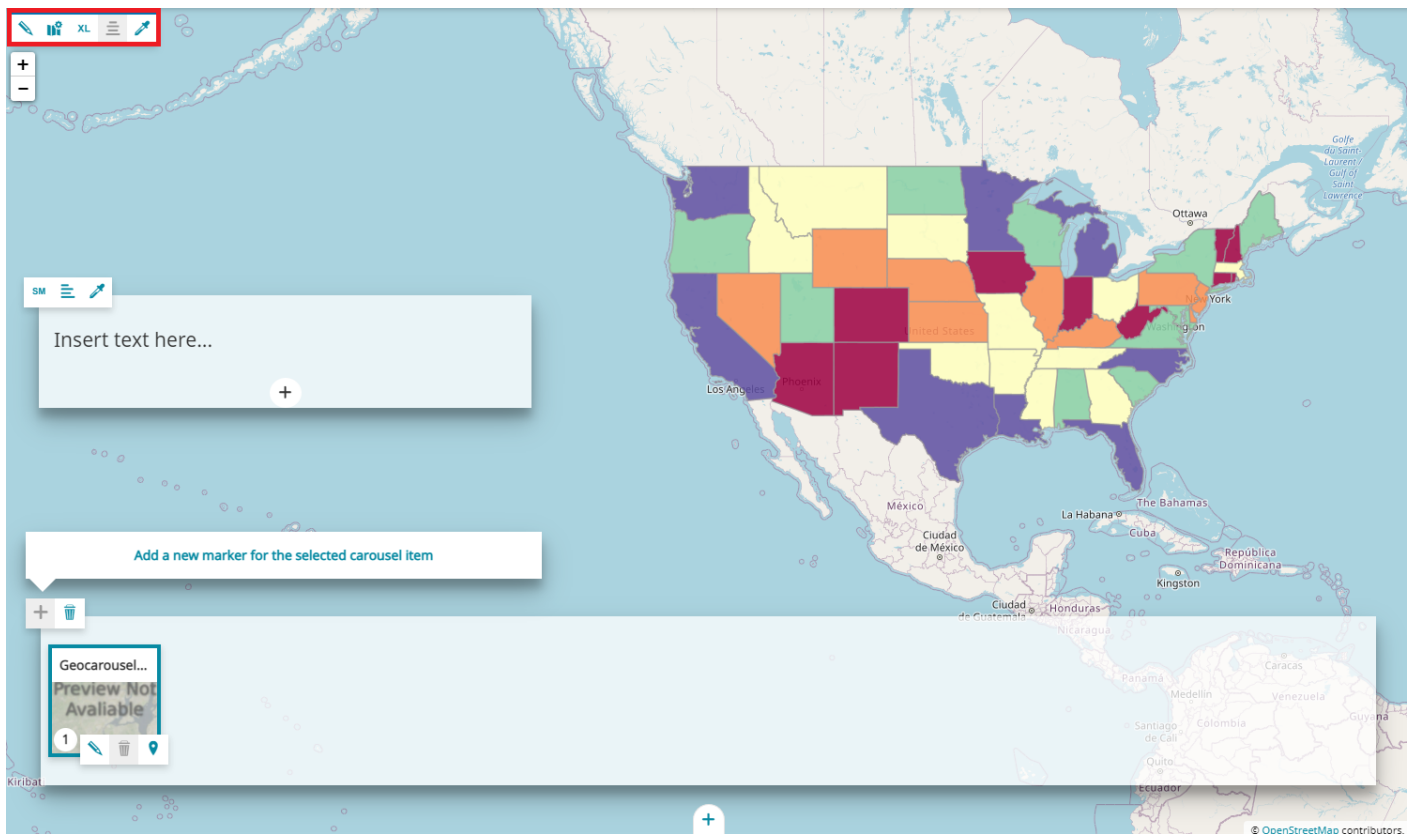 XL
+
−
Golfe
du Saint-
Laurent /
Gulf of
Saint
Lawrence
Ottawa
New York
Washington
United States
SM
Insert text here...
+
Los Angeles
Phoenix
México
Ciudad
de México
La Habana
The Bahamas
Cuba
República
Dominicana
Kingston
Add a new marker for the selected carousel item
Ciudad
de Guatemala
Honduras
Nicaragua
+
Geocarousel...
Preview Not
Avaliable
1
Caracas
Panamá
Medellín
Venezuela
Santiago
de Cali
Colombia
Guyana
Quito
Ecuador
Kiribati
+
© OpenStreetMap contributors.